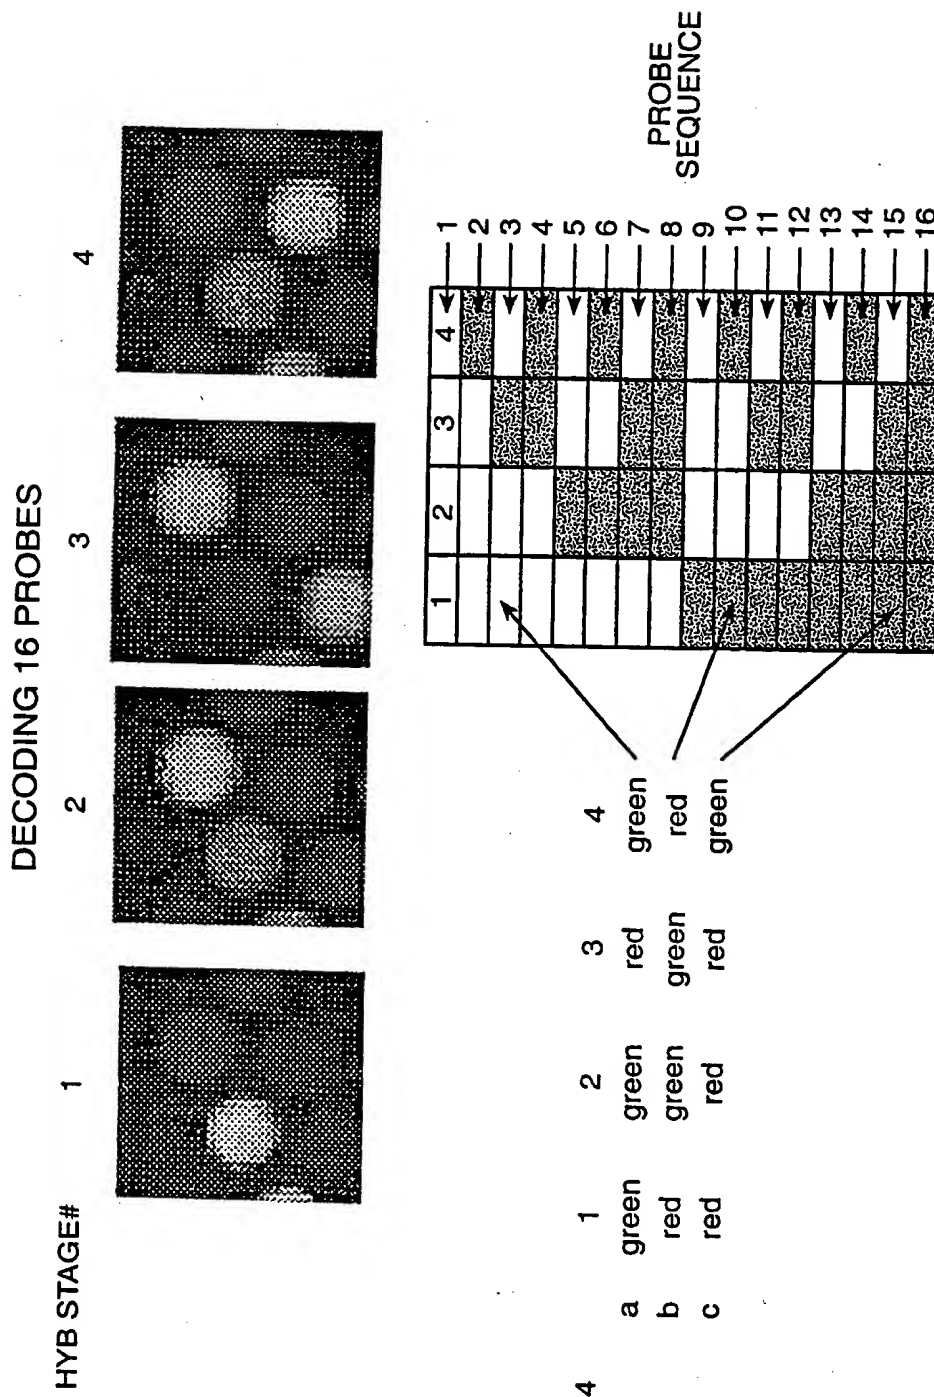 DECODING 16 PROBES
HYB STAGE# 1 2 3 4
4
1 2 3 4
a green green red green
b red green green red
c red red red green
1 2 3 4
1
2
3
4
5
6
7
8
9
10
11
12
13
14
15
16
PROBE
SEQUENCE